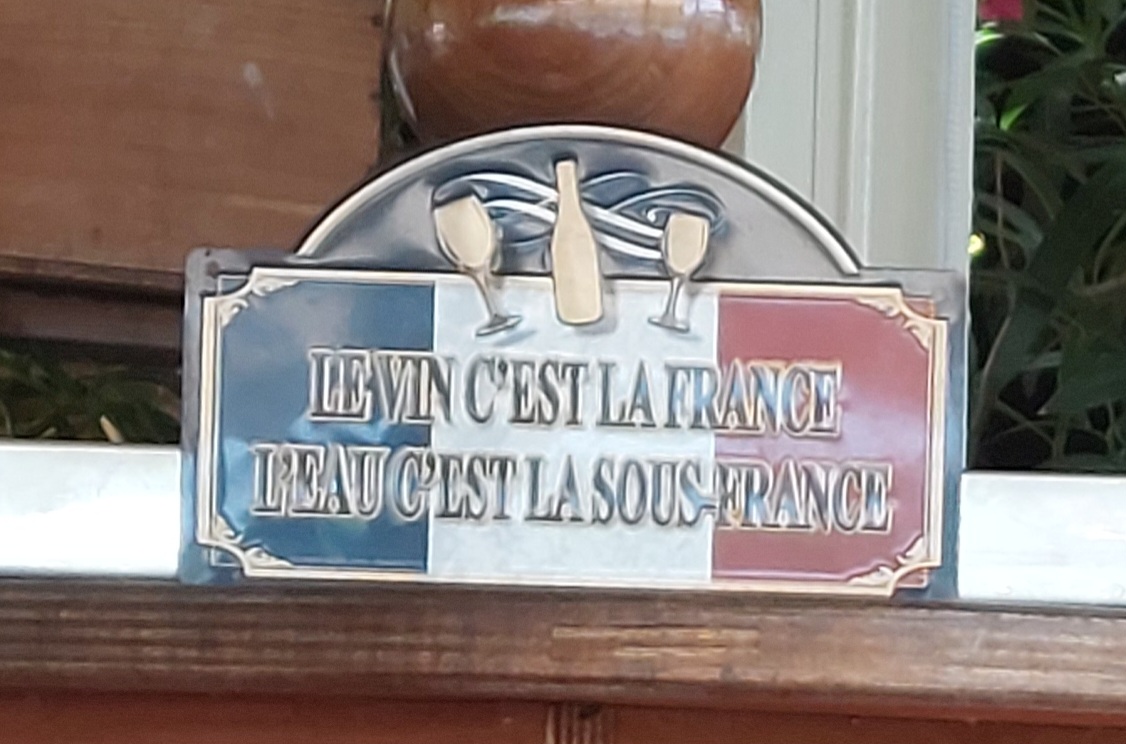 LE VIN C'EST LA FRANCE
L'EAU C'EST LA SOUS-FRANCE